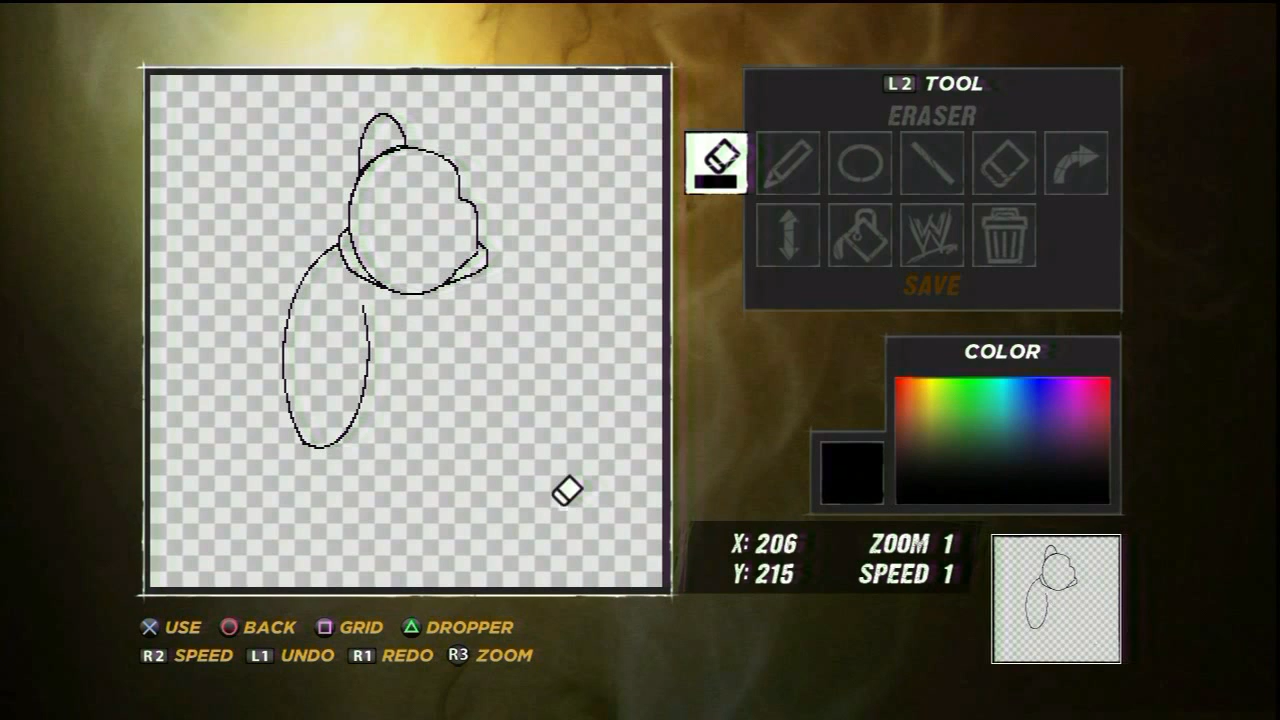 L2 TOOL
ERASER
W
SAVE
COLOR
X: 206 ZOOM 1
Y: 215 SPEED 1
USE BACK GRID DROPPER
R2 SPEED L1 UNDO R1 REDO R3 ZOOM